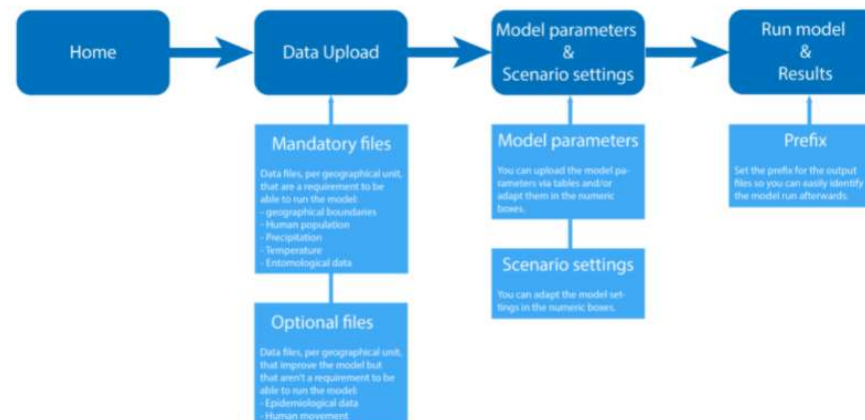 Home
Data Upload
Model parameters
&
Scenario settings
Run model
&
Results
Mandatory files
Data files, per geographical unit,
that are a requirement to be
able to run the model:
- geographical boundaries
- Human population
- Precipitation
- Temperature
- Entomological data
Optional files
Data files, per geographical unit,
that improve the model but
that aren't a requirement to be
able to run the model:
- Epidemiological data
- Human movement
Model parameters
You can upload the model pa-
rameters via tables and/or
adapt them in the numeric
boxes.
Scenario settings
You can adapt the model set-
tings in the numeric boxes.
Prefix
Set the prefix for the output
files so you can easily identify
the model run afterwards.